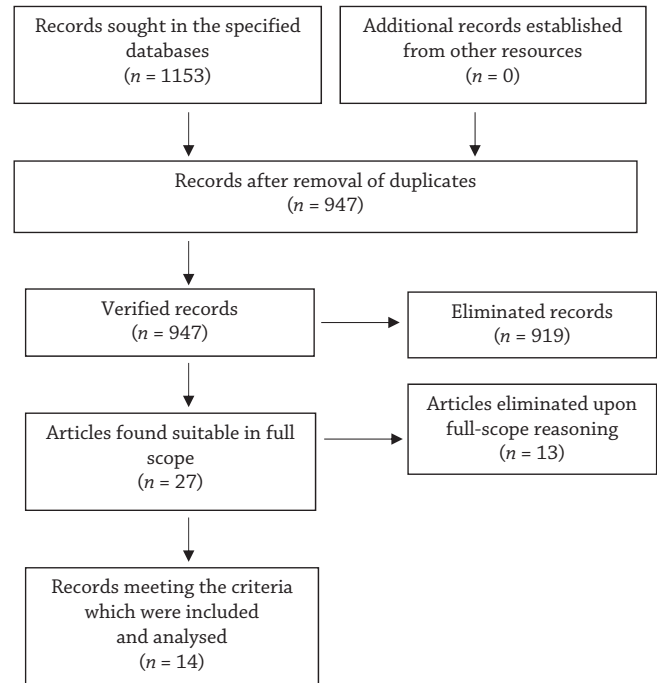 Records sought in the specified
databases
(n = 1153)
Additional records established
from other resources
(n = 0)
Records after removal of duplicates
(n = 947)
Verified records
(n = 947)
Eliminated records
(n = 919)
Articles found suitable in full
scope
(n = 27)
Articles eliminated upon
full-scope reasoning
(n = 13)
Records meeting the criteria
which were included
and analysed
(n = 14)